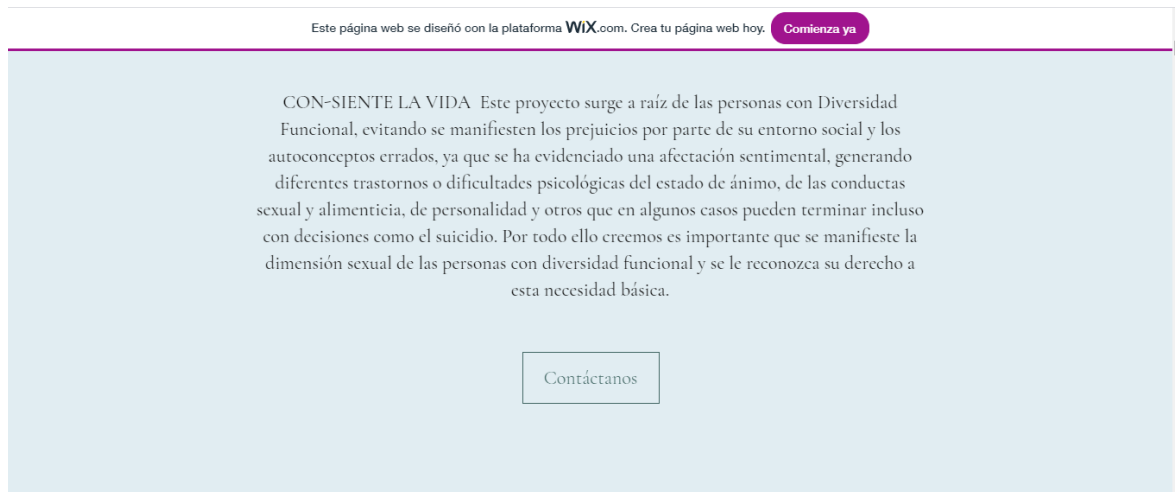 Este página web se diseñó con la plataforma WiX.com. Crea tu página web hoy. Comienza ya
CON-SIENTE LA VIDA Este proyecto surge a raíz de las personas con Diversidad
Funcional, evitando se manifiesten los prejuicios por parte de su entorno social y los
autoconceptos errados, ya que se ha evidenciado una afectación sentimental, generando
diferentes trastornos o dificultades psicológicas del estado de ánimo, de las conductas
sexual y alimenticia, de personalidad y otros que en algunos casos pueden terminar incluso
con decisiones como el suicidio. Por todo ello creemos es importante que se manifieste la
dimensión sexual de las personas con diversidad funcional y se le reconozca su derecho a
esta necesidad básica.
Contáctanos